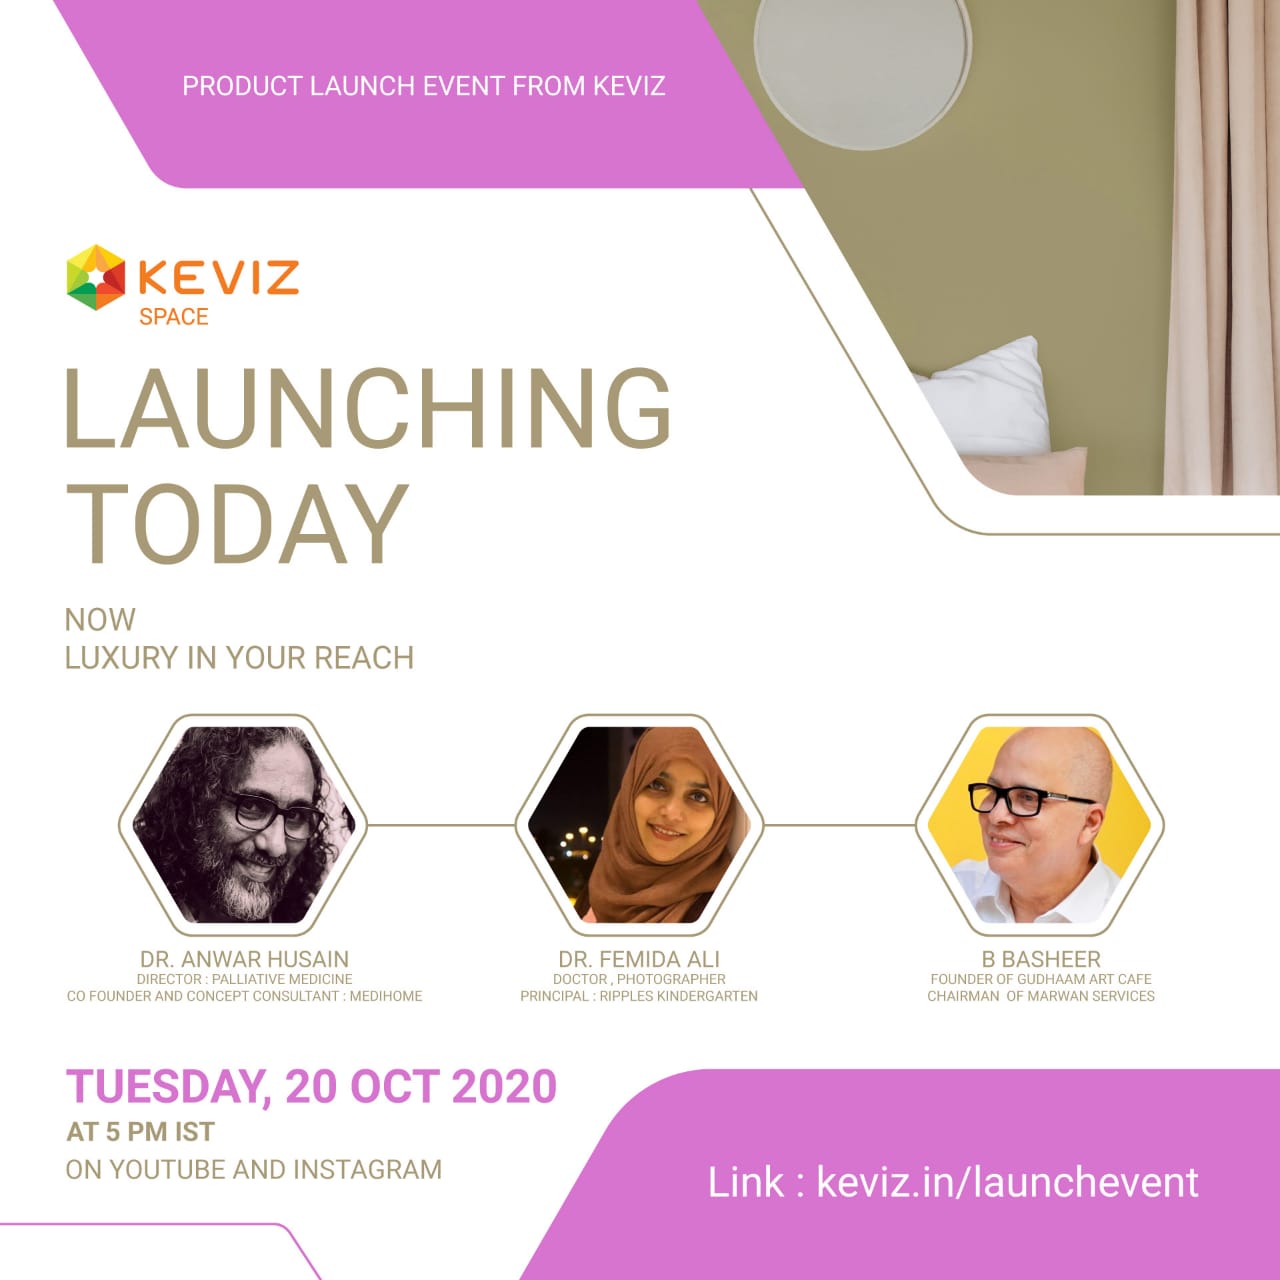 PRODUCT LAUNCH EVENT FROM KEVIZ
KEVIZ
SPACE
LAUNCHING
TODAY
NOW
LUXURY IN YOUR REACH
DR. ANWAR HUSAIN
DIRECTOR : PALLIATIVE MEDICINE
CO FOUNDER AND CONCEPT CONSULTANT : MEDIHOME
DR. FEMIDA ALI
DOCTOR , PHOTOGRAPHER
PRINCIPAL : RIPPLES KINDERGARTEN
B BASHEER
FOUNDER OF GUDHAAM ART CAFE
CHAIRMAN  OF MARWAN SERVICES
TUESDAY, 20 OCT 2020
AT 5 PM IST
ON YOUTUBE AND INSTAGRAM
Link : keviz.in/launchevent